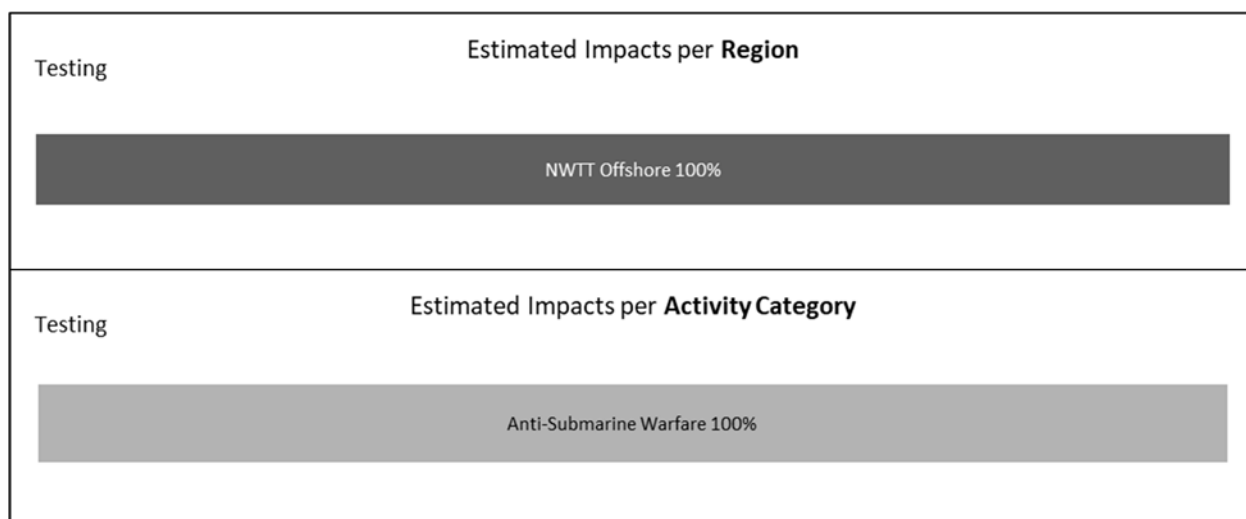 Estimated Impacts per Region
Testing
NWTT Offshore 100%
Estimated Impacts per Activity Category
Testing
Anti-Submarine Warfare 100%